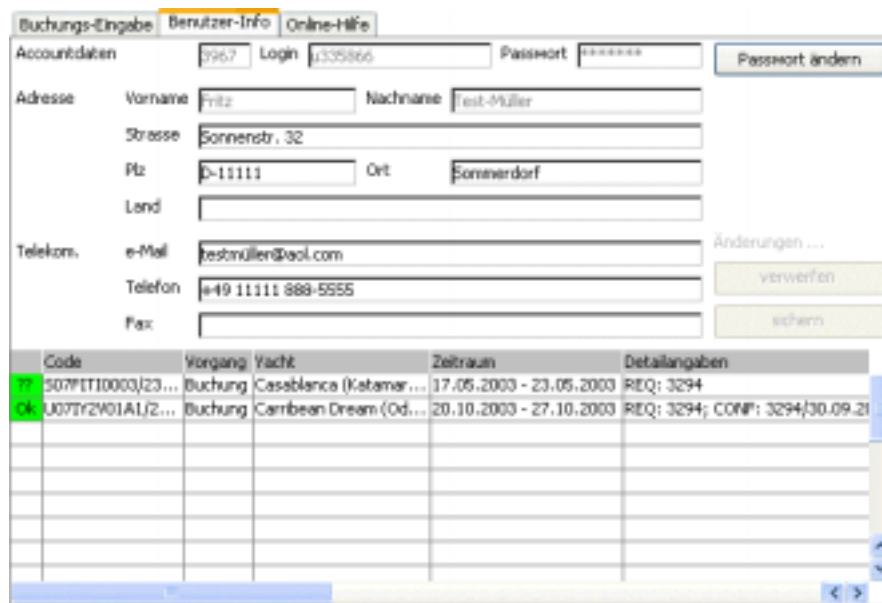 Buchungs-Eingabe Benutzer-Info Online-Hilfe
Accountdaten 3967 Login u335866 Passwort ******* Passwort ändern
Adresse Vorname Fritz Nachname Test-Müller
Strasse Sonnenstr. 32
Plz D-11111 Ort Sommerdorf
Land
Telekom. e-Mail testmüller@aol.com Änderungen ...
verwerfen
Telefon +49 11111 888-5555
sichern
Fax
Code Vorgang Yacht Zeitraum Detailangaben
?? Buchung Casablanca (Katamar... 17.05.2003 - 23.05.2003 REQ: 3294
Ok Buchung Carribean Dream (Od... 20.10.2003 - 27.10.2003 REQ: 3294; CONF: 3294/30.09.20